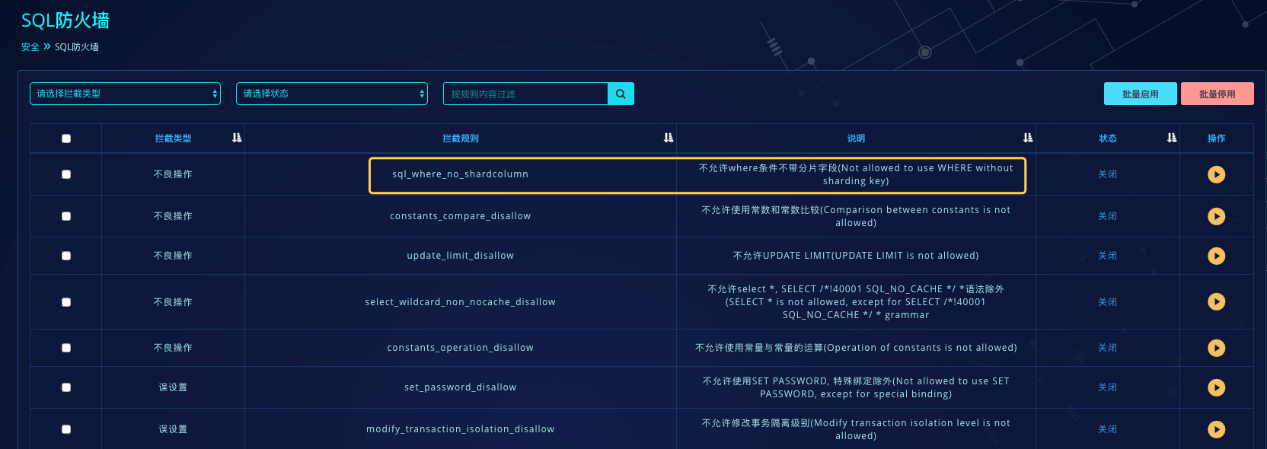 SQL防火墙
安全 » SQL防火墙
请选择拦截类型
请选择状态
按规则内容过滤
批量启用
批量停用
拦截类型
拦截规则
说明
状态
操作
不良操作
sql_where_no_shardcolumn
不允许where条件不带分片字段(Not allowed to use WHERE without
sharding key)
关闭
不良操作
constants_compare_disallow
不允许使用常数和常数比较(Comparison between constants is not
allowed)
关闭
不良操作
update_limit_disallow
不允许UPDATE LIMIT(UPDATE LIMIT is not allowed)
关闭
不良操作
select_wildcard_non_nocache_disallow
不允许select *, SELECT /*!40001 SQL_NO_CACHE */ *语法除外
(SELECT * is not allowed, except for SELECT /*!40001
SQL_NO_CACHE */ * grammar
关闭
不良操作
constants_operation_disallow
不允许使用常量与常量的运算(Operation of constants is not allowed)
关闭
误设置
set_password_disallow
不允许使用SET PASSWORD, 特殊绑定除外(Not allowed to use SET
PASSWORD, except for special binding)
关闭
误设置
modify_transaction_isolation_disallow
不允许修改事务隔离级别(Modify transaction isolation level is not
allowed)
关闭